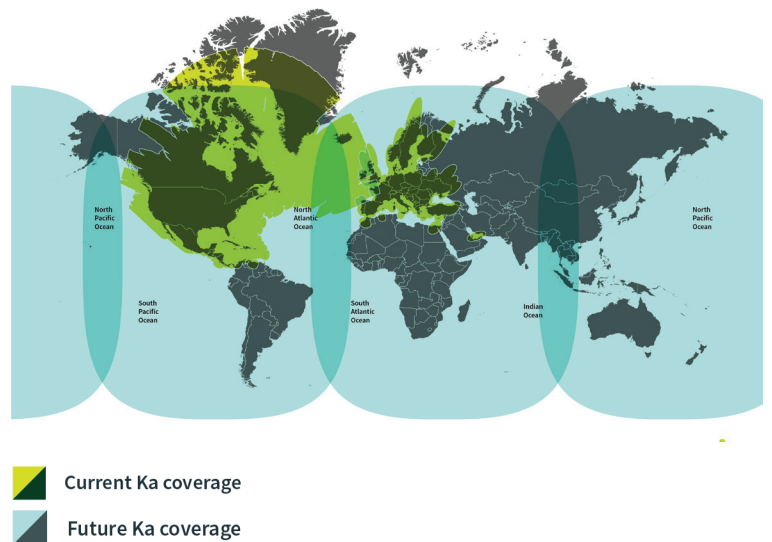 North
Pacific
Ocean
North
Atlantic
Ocean
North
Pacific
Ocean
South
Pacific
Ocean
South
Atlantic
Ocean
Indian
Ocean
Current Ka coverage
Future Ka coverage